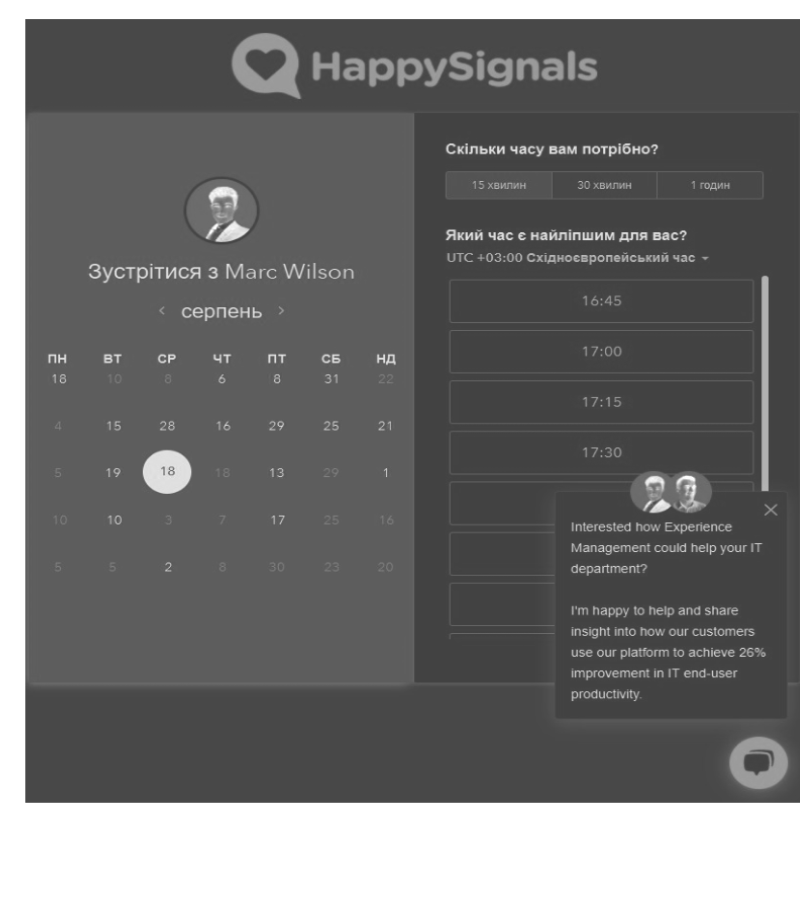 HappySignals
Зустрітися з Marc Wilson
серпень
ПН ВТ СР ЧТ ПТ СБ НД
18 10 8 6 8 31 22
4 15 28 16 29 25 21
5 19 18 18 13 29 1
10 10 3 7 17 25 16
5 5 2 8 30 23 20
Скільки часу вам потрібно?
15 хвилин 30 хвилин 1 годин
Який час є найліпшим для вас?
UTC +03:00 Східноєвропейський час
16:45
17:00
17:15
17:30
Interested how Experience
Management could help your IT
department?
I'm happy to help and share
insight into how our customers
use our platform to achieve 26%
improvement in IT end-user
productivity.